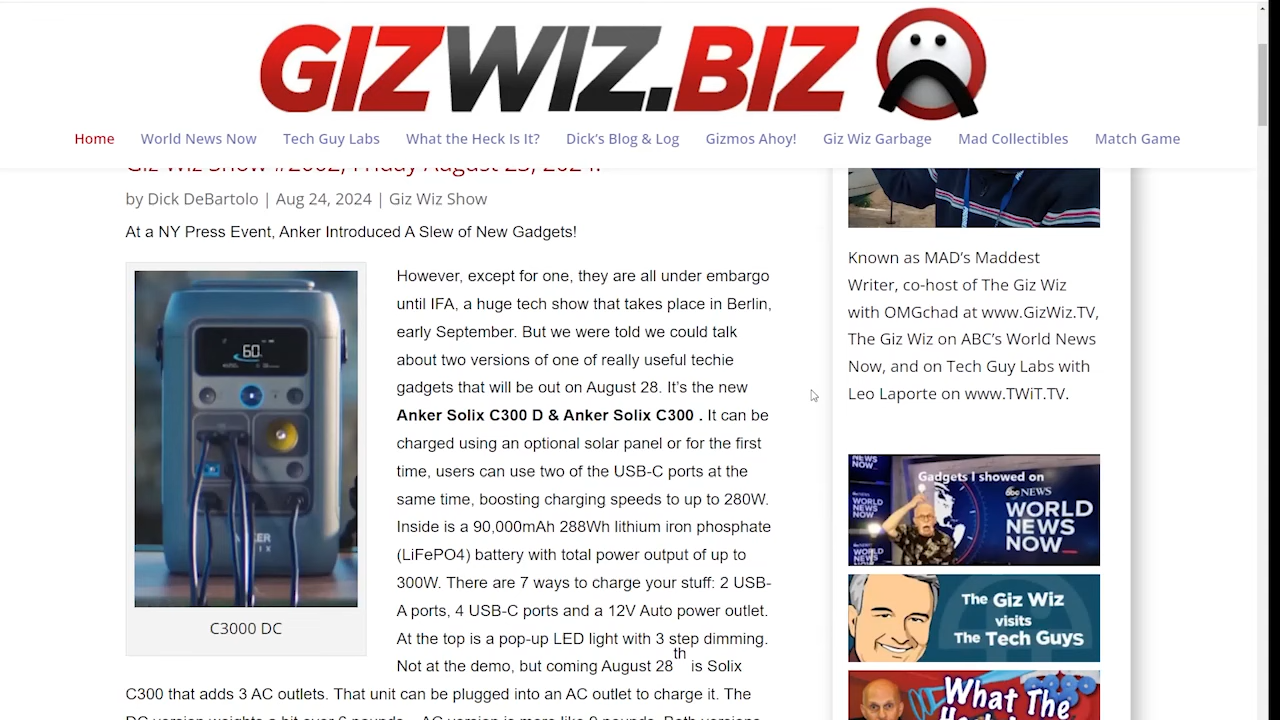 GIZWIZ.BIZ
Home World News Now Tech Guy Labs What the Heck Is It? Dick's Blog & Log Gizmos Ahoy! Giz Wiz Garbage Mad Collectibles Match Game
by Dick DeBartolo | Aug 24, 2024 | Giz Wiz Show
At a NY Press Event, Anker Introduced A Slew of New Gadgets!
60
C3000 DC
However, except for one, they are all under embargo
until IFA, a huge tech show that takes place in Berlin,
early September. But we were told we could talk
about two versions of one of really useful techie
gadgets that will be out on August 28. It's the new
Anker Solix C300 D & Anker Solix C300 . It can be
charged using an optional solar panel or for the first
time, users can use two of the USB-C ports at the
same time, boosting charging speeds to up to 280W.
Inside is a 90,000mAh 288Wh lithium iron phosphate
(LiFePO4) battery with total power output of up to
300W. There are 7 ways to charge your stuff: 2 USB-
A ports, 4 USB-C ports and a 12V Auto power outlet.
At the top is a pop-up LED light with 3 step dimming.
Not at the demo, but coming August 28th is Solix
C300 that adds 3 AC outlets. That unit can be plugged into an AC outlet to charge it. The
Known as MAD's Maddest
Writer, co-host of The Giz Wiz
with OMGchad at www.GizWiz.TV,
The Giz Wiz on ABC's World News
Now, and on Tech Guy Labs with
Leo Laporte on www.TWiT.TV.
Gadgets I showed on
abc NEWS
WORLD
NEWS
NOW
The Giz Wiz
visits
The Tech Guys
What The